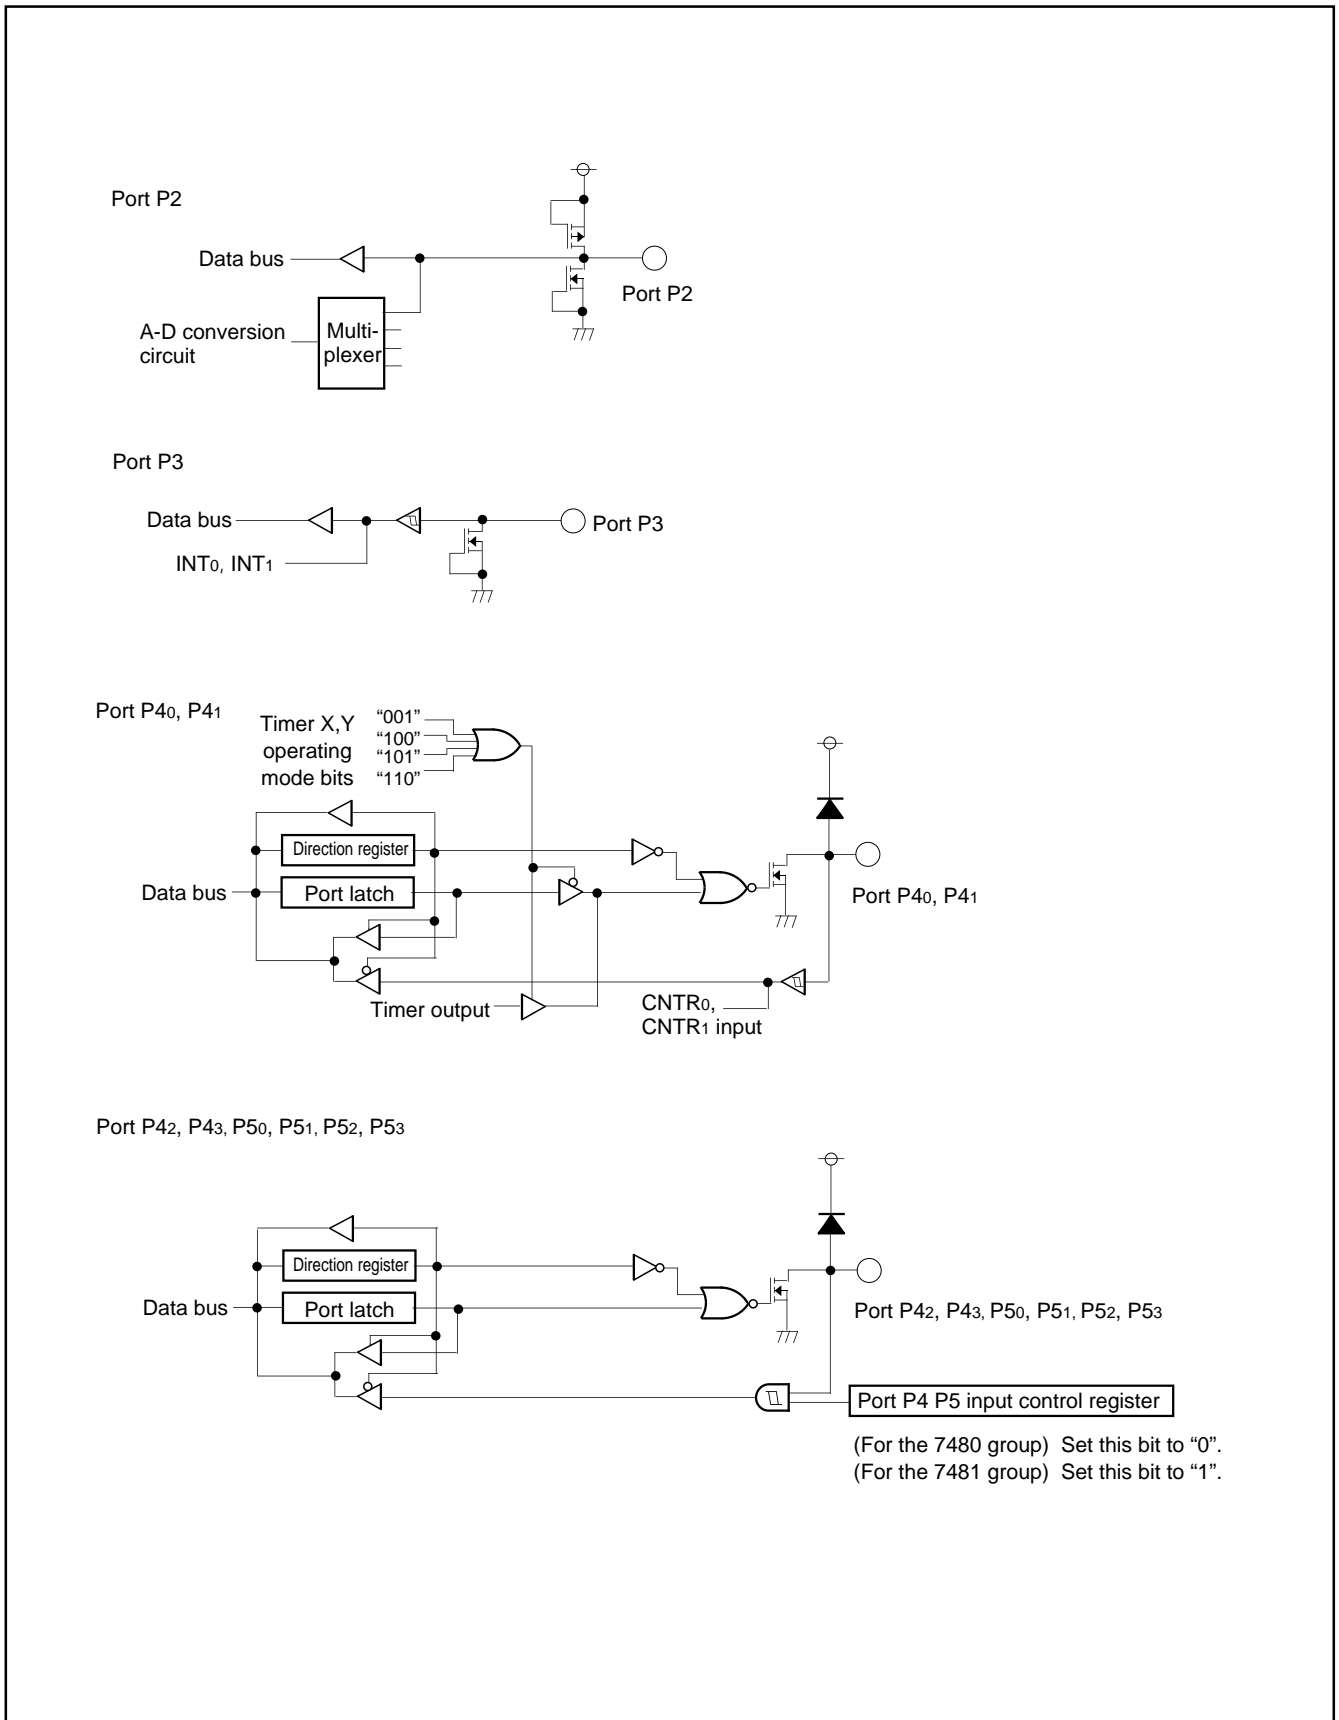 Port P2
Data bus
Port P2
A-D conversion
circuit
Multi-
plexer
Port P3
Data bus
Port P3
INT0, INT1
Port P40, P41
Timer X,Y
operating
mode bits
“001”
“100”
“101”
“110”
Direction register
Data bus
Port latch
Port P40, P41
Timer output
CNTR0,
CNTR1 input
Port P42, P43, P50, P51, P52, P53
Direction register
Data bus
Port latch
Port P42, P43, P50, P51, P52, P53
Port P4 P5 input control register
(For the 7480 group) Set this bit to “0”.
(For the 7481 group) Set this bit to “1”.